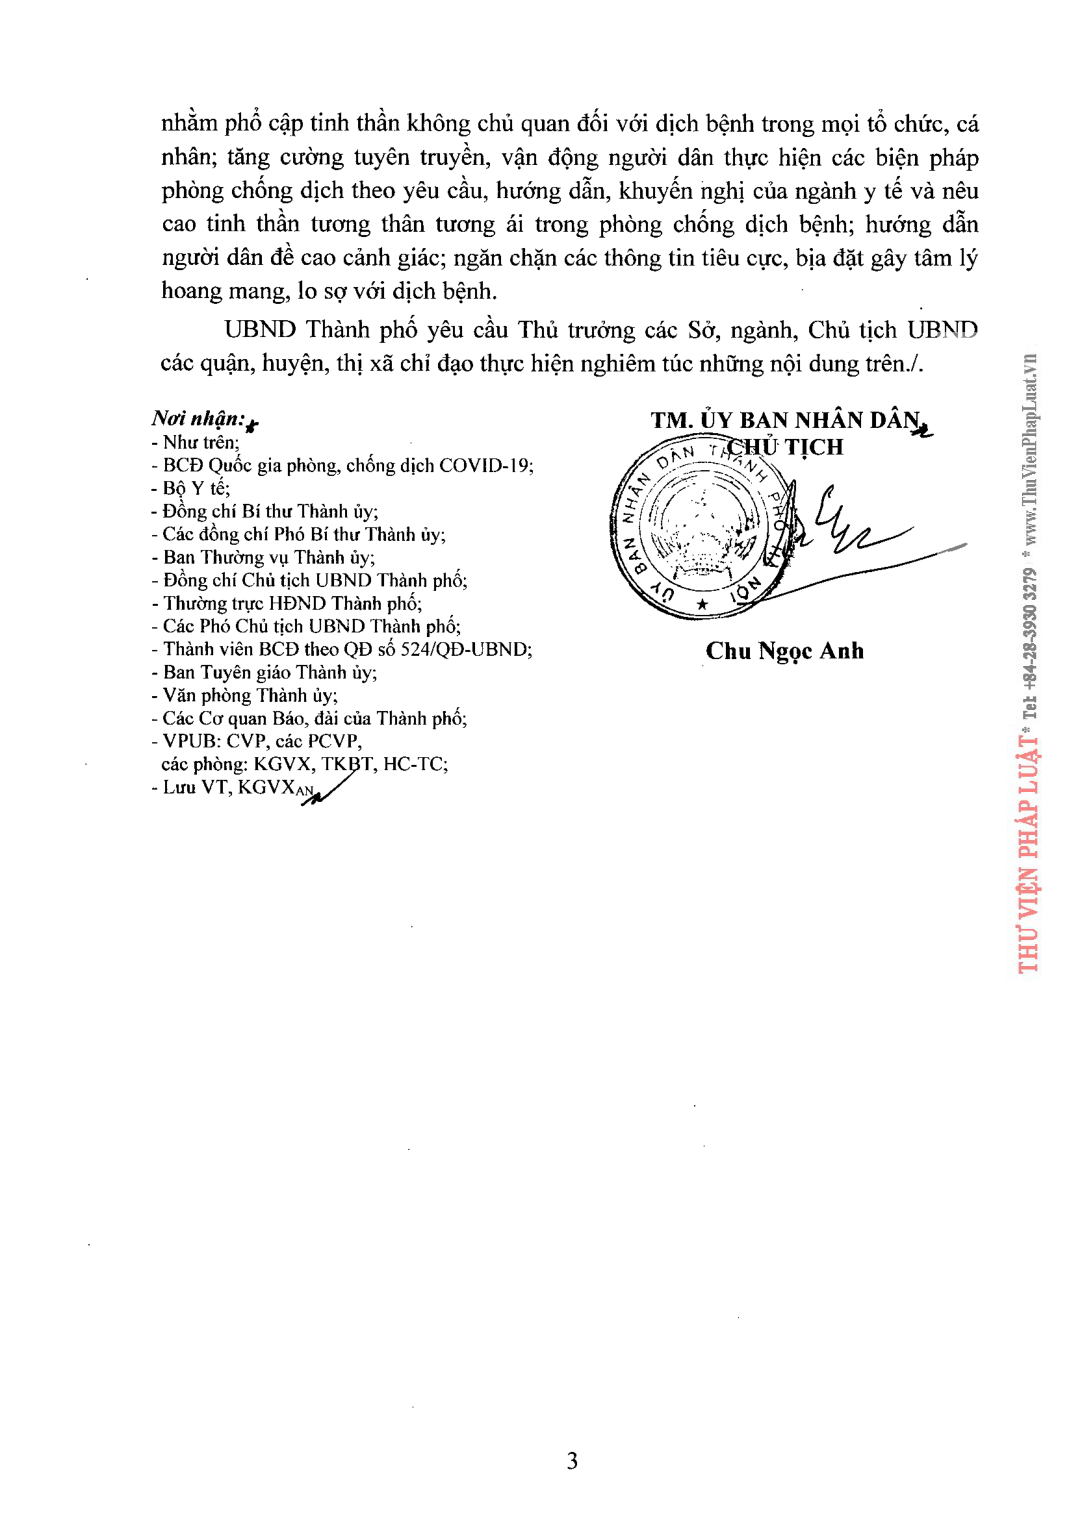 nhằm phổ cập tinh thần không chủ quan đối với dịch bệnh trong mọi tổ chức, cá
nhân; tăng cường tuyên truyền, vận động người dân thực hiện các biện pháp
phòng chống dịch theo yêu cầu, hướng dẫn, khuyến nghị của ngành y tế và nêu
cao tinh thần tương thân tương ái trong phòng chống dịch bệnh; hướng dẫn
người dân đề cao cảnh giác; ngăn chặn các thông tin tiêu cực, bịa đặt gây tâm lý
hoang mang, lo sợ với dịch bệnh.
UBND Thành phố yêu cầu Thủ trưởng các Sở, ngành, Chủ tịch UBND
các quận, huyện, thị xã chỉ đạo thực hiện nghiêm túc những nội dung trên./.
Nơi nhận:
- Như trên;
- BCĐ Quốc gia phòng, chống dịch COVID-19;
- Bộ Y tế;
- Đồng chí Bí thư Thành ủy;
- Các đồng chí Phó Bí thư Thành ủy;
- Ban Thường vụ Thành ủy;
- Đồng chí Chủ tịch UBND Thành phố;
- Thường trực HĐND Thành phố;
- Các Phó Chủ tịch UBND Thành phố;
- Thành viên BCĐ theo QĐ số 524/QĐ-UBND;
- Ban Tuyên giáo Thành ủy;
- Văn phòng Thành ủy;
- Các Cơ quan Báo, đài của Thành phố;
- VPUB: CVP, các PCVP,
các phòng: KGVX, TKBT, HC-TC;
- Lưu VT, KGVXAN
TM. ỦY BAN NHÂN DÂN
CHỦ TỊCH
ỦY BAN NHÂN DÂN THÀNH PHỐ HÀ NỘI
Chu Ngọc Anh
THƯ VIỆN PHÁP LUẬT * Tel: +84-28-3930 3279 * www.ThuVienPhapLuat.vn
3